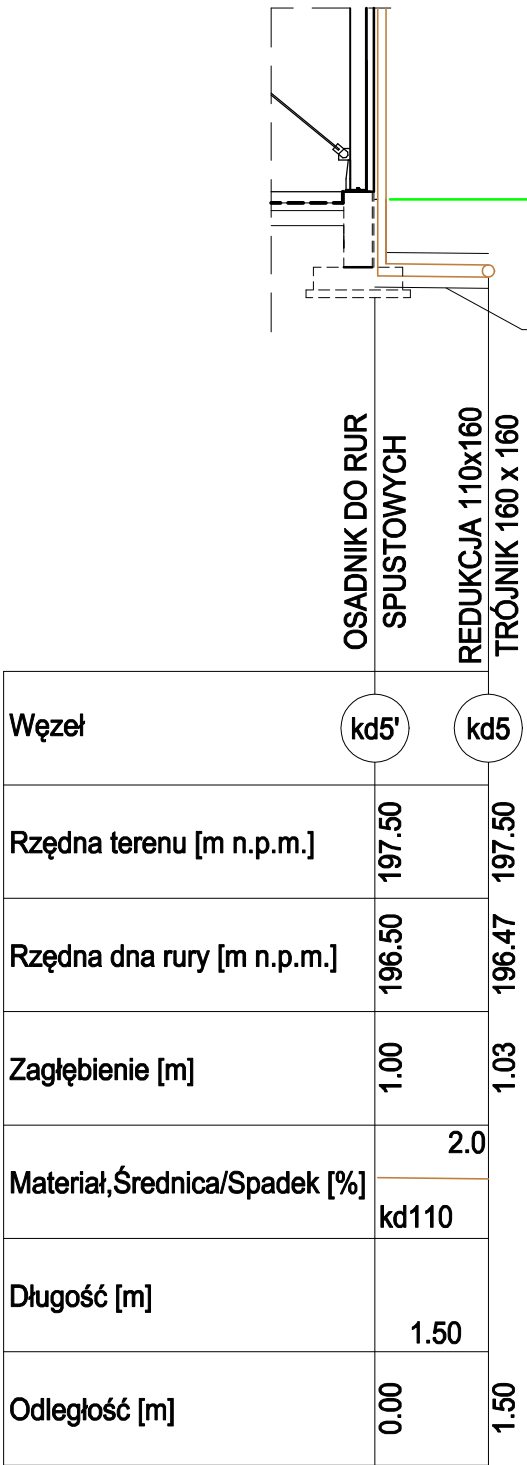 OSADNIK DO RUR
SPUSTOWYCH
REDUKCJA 110x160
TRÓJNIK 160 x 160
Węzeł
kd5'
kd5
Rzędna terenu [m n.p.m.]
197.50
197.50
Rzędna dna rury [m n.p.m.]
196.50
196.47
Zagłębienie [m]
1.00
1.03
Materiał,Średnica/Spadek [%]
2.0
kd110
Długość [m]
1.50
Odległość [m]
0.00
1.50